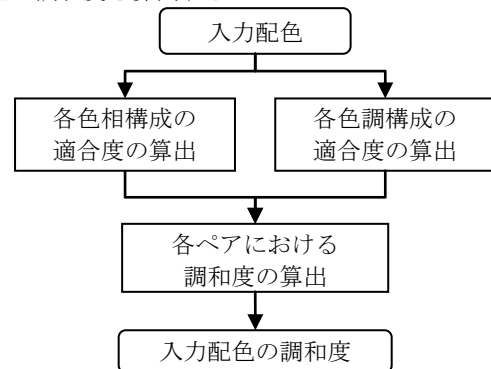 入力配色
各色相構成の
適合度の算出
各色調構成の
適合度の算出
各ペアにおける
調和度の算出
入力配色の調和度